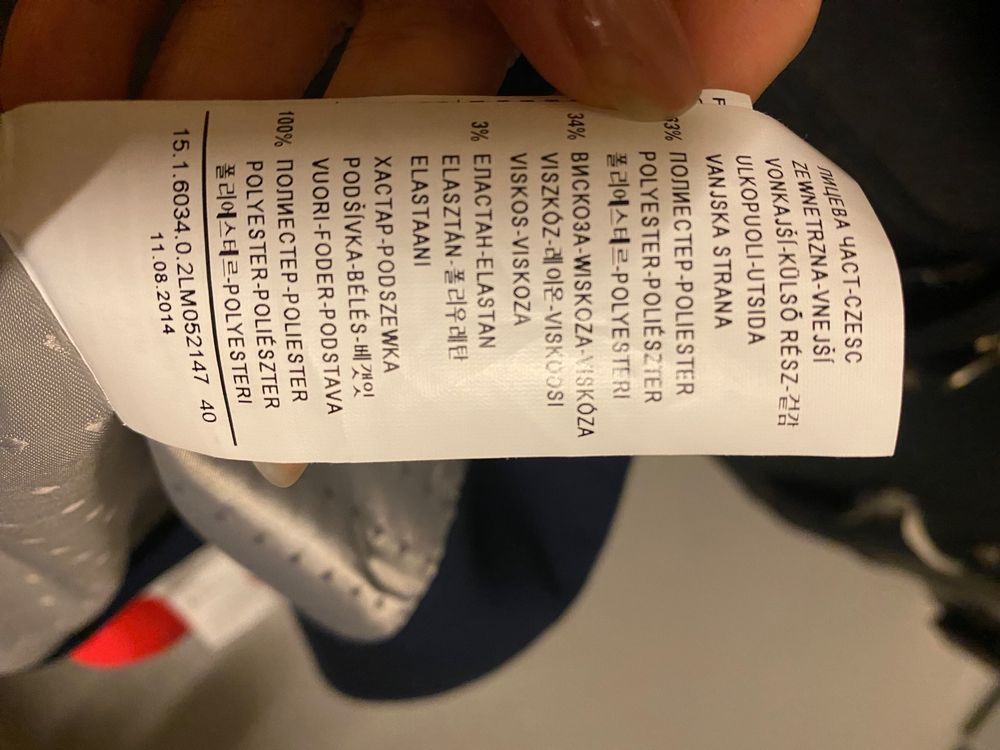 ЛИЦЕВА ЧАСТ-CZESC
ZEWNETRZNA-VNEJŠÍ
VONKAJŠÍ-KÜLSŐ RÉSZ-겉감
ULKOPUOLI-UTSIDA
VANJSKA STRANA
63% ПОЛИЕСТЕР-POLIESTER
POLYESTER-POLIÉSZTER
폴리에스테르-POLYESTERI
34% ВИСКОЗА-WISKOZA-VISKÓZA
VISZKÓZ-레이온-VISKOOSI
VISKOS-VISKOZA
3% ЕЛАСТАН-ELASTAN
ELASZTÁN-폴리우레탄
ELASTAANI
ХАСТАР-PODSZEWKA
PODŠÍVKA-BÉLÉS-베갯잇
VUORI-FODER-PODSTAVA
100% ПОЛИЕСТЕР-POLIESTER
POLYESTER-POLIÉSZTER
폴리에스테르-POLYESTERI
15.1.6034.0.2LM052147 40
11.08.2014